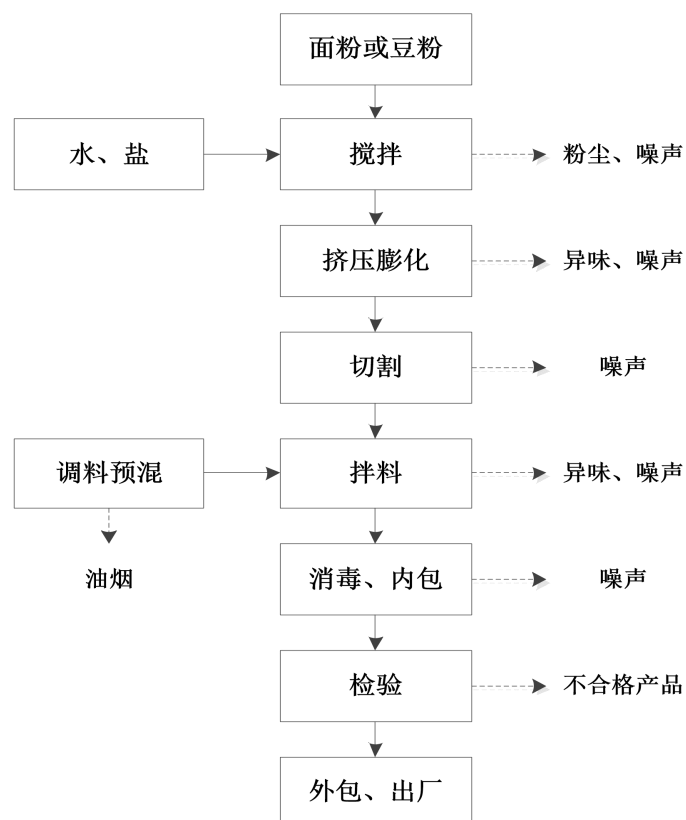 面粉或豆粉
水、盐
搅拌
粉尘、噪声
挤压膨化
异味、噪声
切割
噪声
调料预混
拌料
异味、噪声
油烟
消毒、内包
噪声
检验
不合格产品
外包、出厂